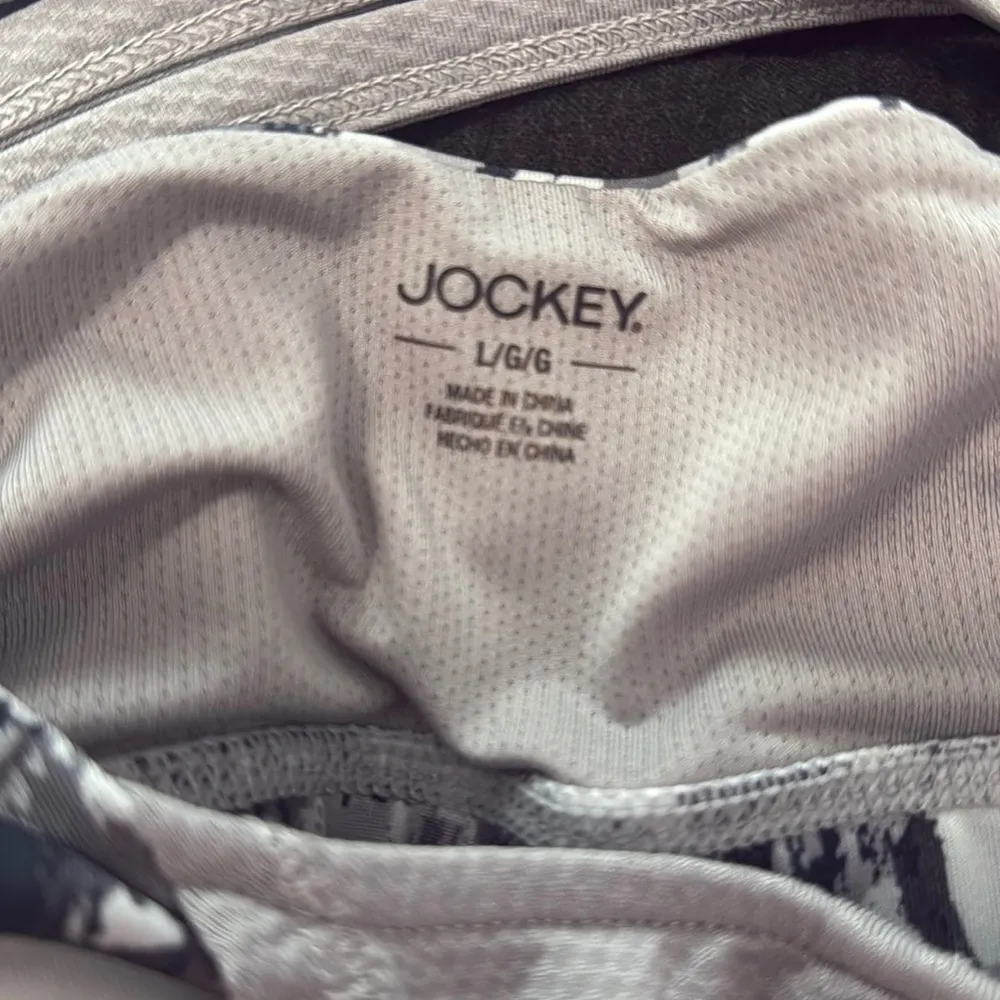 JOCKEY.
L/G/G
MADE IN CHINA
FABRIQUÉ EN CHINE
HECHO EN CHINA